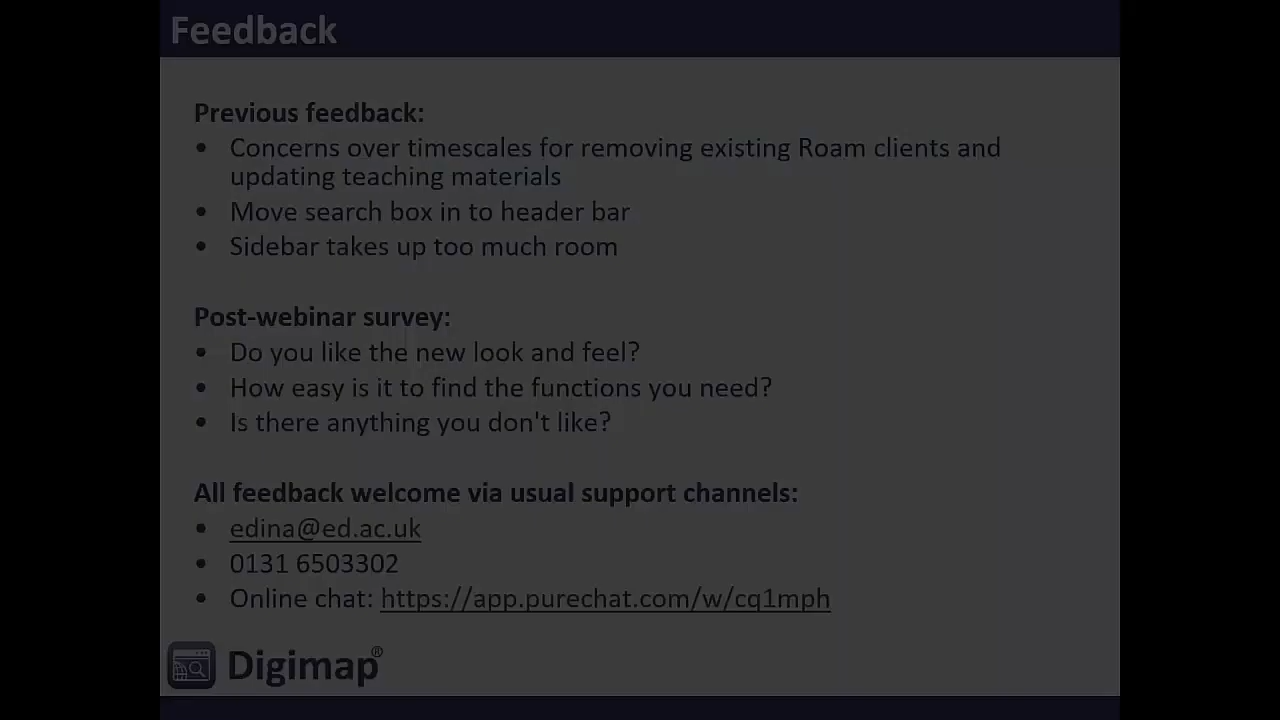 Feedback
Previous feedback:
• Concerns over timescales for removing existing Roam clients and
updating teaching materials
• Move search box in to header bar
• Sidebar takes up too much room
Post-webinar survey:
• Do you like the new look and feel?
• How easy is it to find the functions you need?
• Is there anything you don't like?
All feedback welcome via usual support channels:
• edina@ed.ac.uk
• 0131 6503302
• Online chat: https://app.purechat.com/w/cq1mph
Digimap®